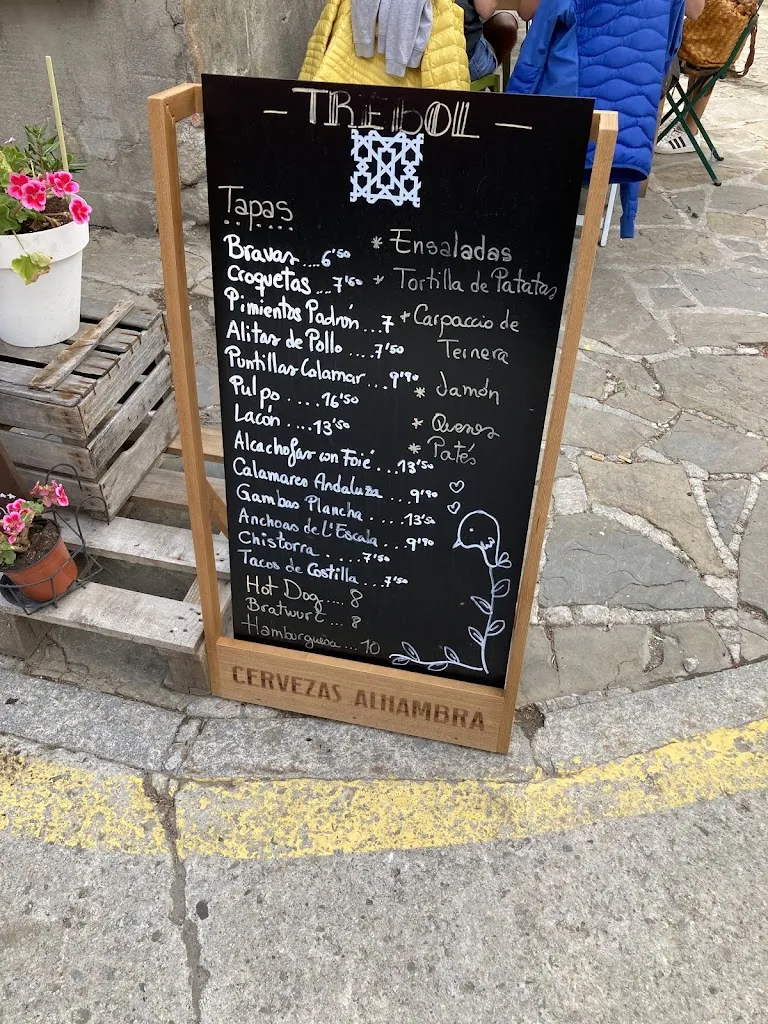 TREBOL
Tapas
Bravas ... 6'50
Croquetas ... 7'50
Pimientos Padrón ... 7
Alitas de Pollo .... 7'50
Puntillas Calamar ... 9'90
Pulpo ..... 16'50
Lacón .... 13'50
Alcachofas con Foié ... 13'50
Calamares Andaluza ... 9'90
Gambas Plancha .... 13'50
Anchoas de L'Escala ... 9'90
Chistorra ..... 7'50
Tacos de Costilla .... 7'50
Hot Dog .... 8
Bratwurt ... 8
Hamburguesa ... 10
* Ensaladas
* Tortilla de Patatas
* Carpaccio de
Ternera
* Jamón
* Quesos
* Patés
CERVEZAS ALHAMBRA